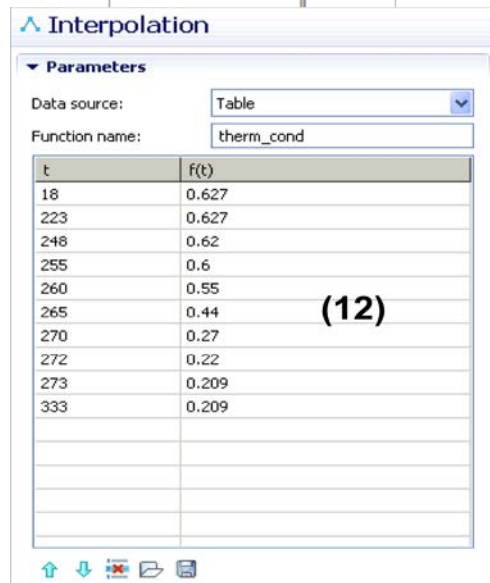 Interpolation
Parameters
Data source: Table
Function name: therm_cond
t f(t)
18 0.627
223 0.627
248 0.62
255 0.6
260 0.55
265 0.44
270 0.27
272 0.22
273 0.209
333 0.209
(12)